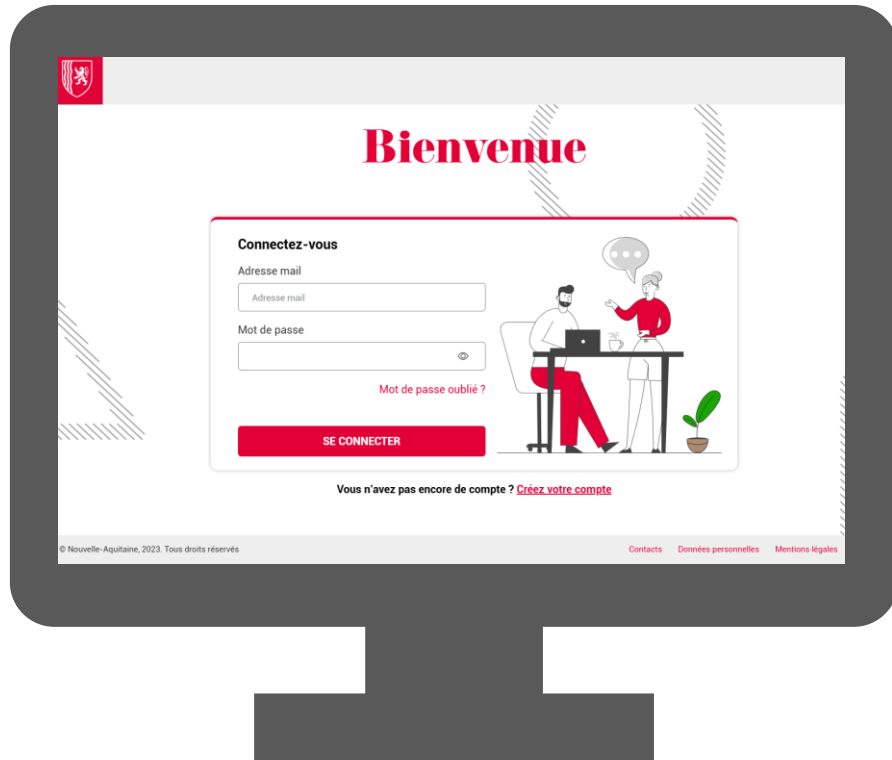 Bienvenue
Connectez-vous
Adresse mail
Adresse mail
Mot de passe
Mot de passe oublié ?
SE CONNECTER
Vous n'avez pas encore de compte ? Créez votre compte
© Nouvelle-Aquitaine, 2023. Tous droits réservés
Contacts Données personnelles Mentions légales